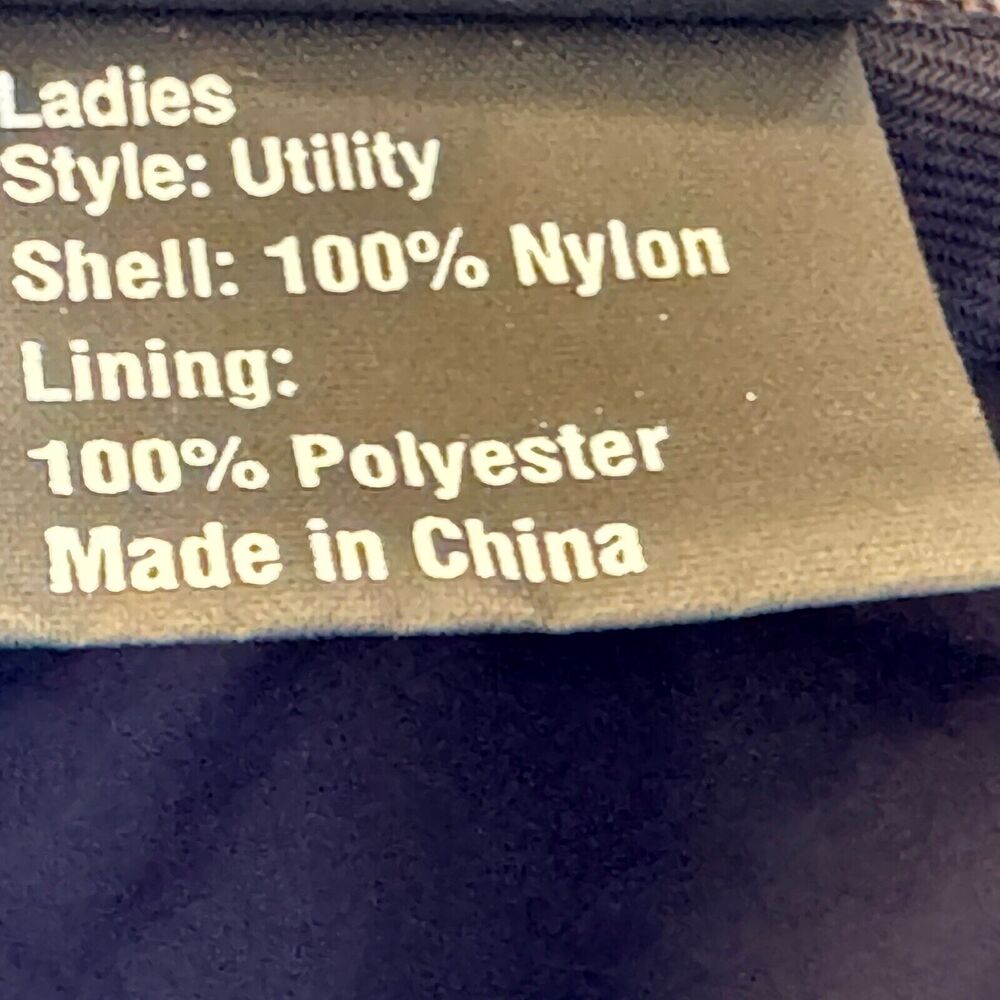 Ladies
Style: Utility
Shell: 100% Nylon
Lining:
100% Polyester
Made in China